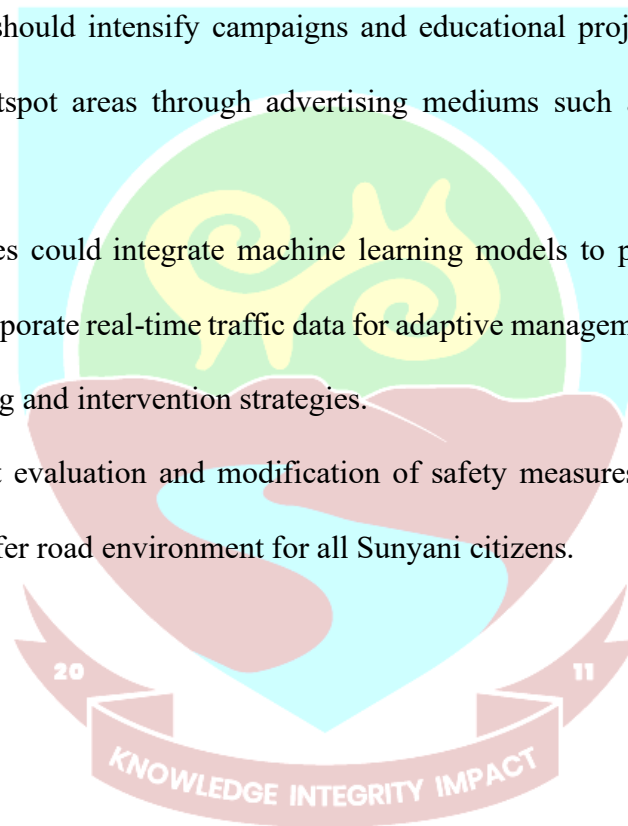 should intensify campaigns and educational proj
tspot areas through advertising mediums such
es could integrate machine learning models to p
porate real-time traffic data for adaptive managem
g and intervention strategies.
t evaluation and modification of safety measures
fer road environment for all Sunyani citizens.
20 11
KNOWLEDGE INTEGRITY IMPACT